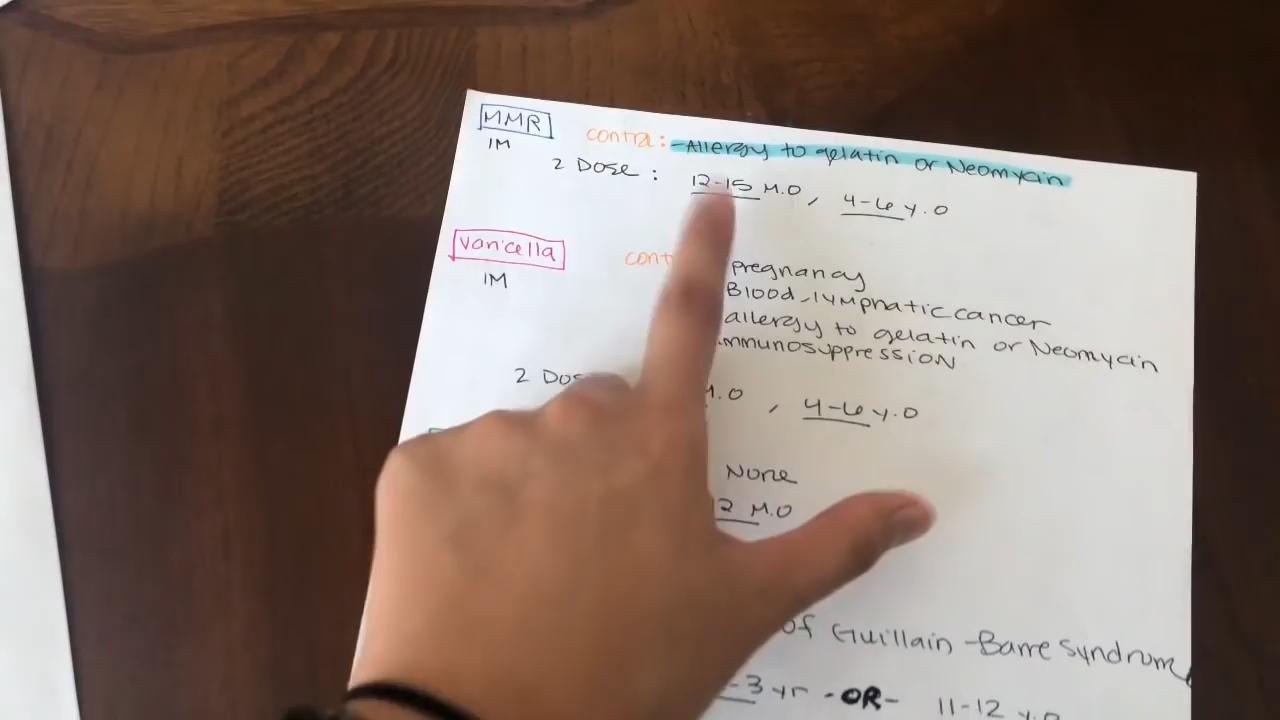 MMR contra: -Allergy to gelatin or Neomycin
IM
2 Dose: 12-15 M.O, 4-6 y.O
Varicella pregnancy
IM Blood, lymphatic cancer
allergy to gelatin or Neomycin
immunosuppression
2 M.O, 4-6 y.O
None
2 M.O
of Guillain-Barre Syndrome
-3 yr -OR- 11-12 y.o